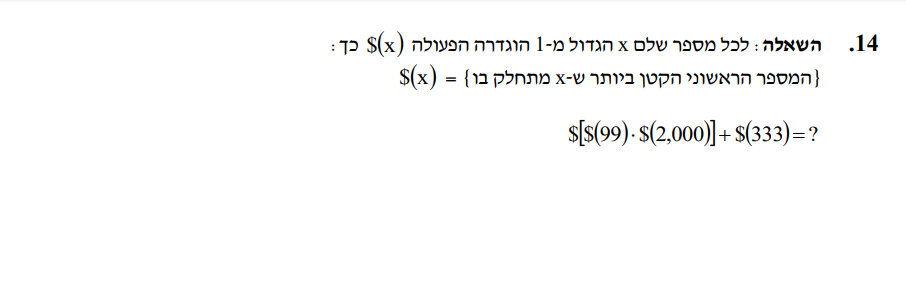 14. השאלה: לכל מספר שלם x הגדול מ-1 הוגדרה הפעולה $(x) כך:
$(x) = {המספר הראשוני הקטן ביותר ש-x מתחלק בו}
$[$(99)·$(2,000)]+$(333)=?